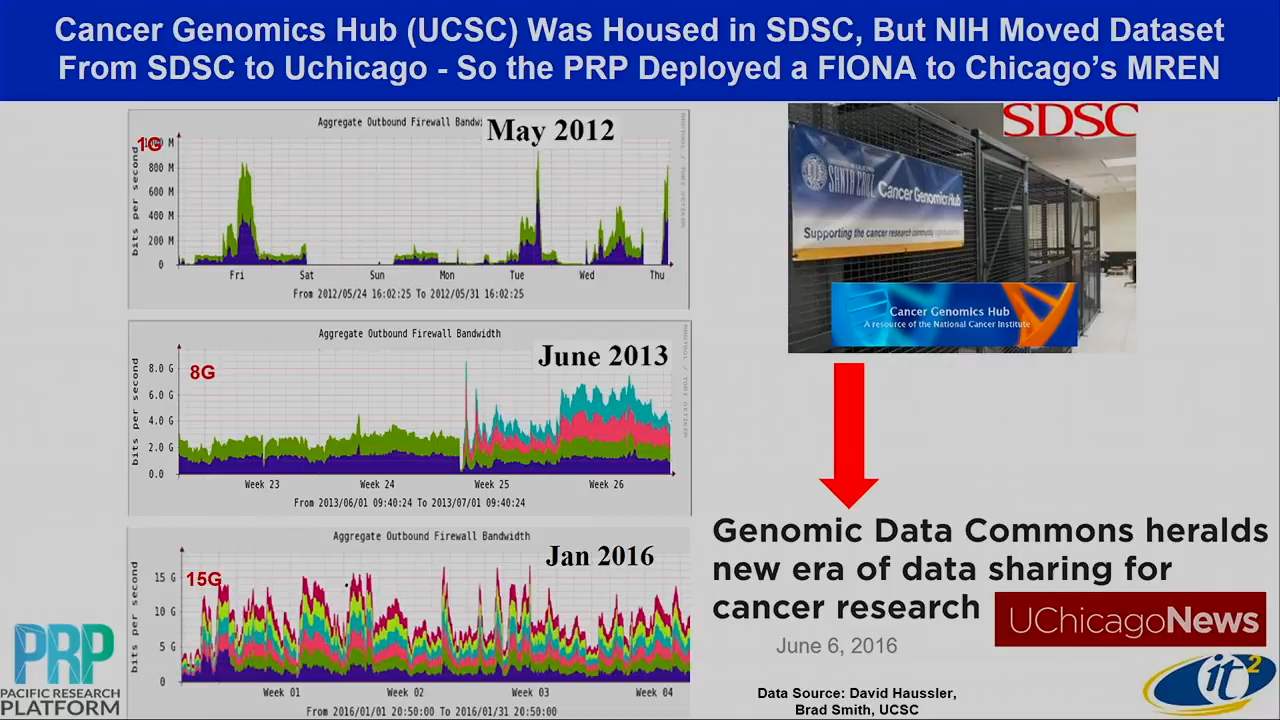 Cancer Genomics Hub (UCSC) Was Housed in SDSC, But NIH Moved Dataset
From SDSC to Uchicago - So the PRP Deployed a FIONA to Chicago's MREN
Aggregate Outbound Firewall
May 2012
1G
M
800 M
600 M
400 M
200 M
0
bits per second
Fri Sat Sun Mon Tue Wed Thu
From 2012/05/24 16:02:25 To 2012/05/31 16:02:25
Aggregate Outbound Firewall Bandwidth
June 2013
8G
8.0 G
6.0 G
4.0 G
2.0 G
0.0
bits per second
Week 23 Week 24 Week 25 Week 26
From 2013/06/01 09:40:24 To 2013/07/01 09:40:24
Aggregate Outbound Firewall Bandwidth
Jan 2016
15G
15 G
10 G
5 G
0
bits per second
Week 01 Week 02 Week 03 Week 04
From 2016/01/01 20:50:00 To 2016/01/31 20:50:00
SDSC
SANTA CRUZ
Cancer GenomicsHub
Supporting the cancer research community
Cancer Genomics Hub
A resource of the National Cancer Institute
Genomic Data Commons heralds
new era of data sharing for
cancer research
UChicagoNews
June 6, 2016
Data Source: David Haussler,
Brad Smith, UCSC
PRP
PACIFIC RESEARCH
PLATFORM
it2